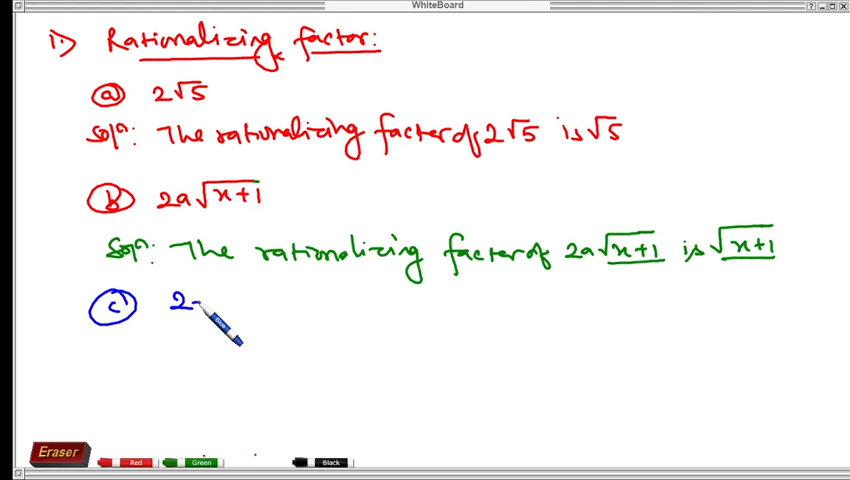 WhiteBoard
1.) Rationalizing factor:
(a) 2√5
Solⁿ: The rationalizing factor of 2√5 is √5
(b) 2a√(x+1)
Solⁿ: The rationalizing factor of 2a√(x+1) is √(x+1)
(c) 2-
Eraser
Red Green Black